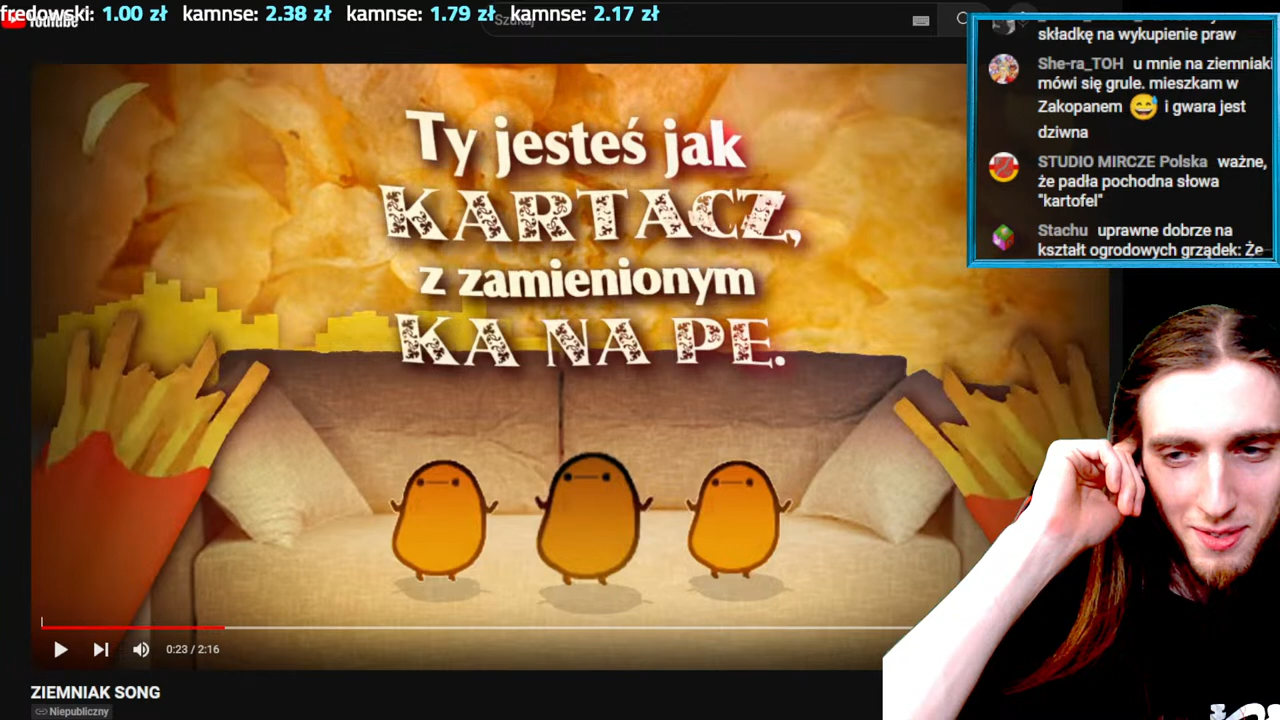 fredowski: 1.00 zł kamnse: 2.38 zł kamnse: 1.79 zł kamnse: 2.17 zł
YouTube
Szukaj
składkę na wykupienie praw
She-ra_TOH u mnie na ziemniaki
mówi się grule. mieszkam w
Zakopanem 😅 i gwara jest
dziwna
STUDIO MIRCZE Polska ważne,
że padła pochodna słowa
"kartofel"
Stachu uprawne dobrze na
kształt ogrodowych grządek: Że
Ty jesteś jak
KARTACZ,
z zamienionym
KA NA PE.
0:23 / 2:16
ZIEMNIAK SONG
Niepubliczny